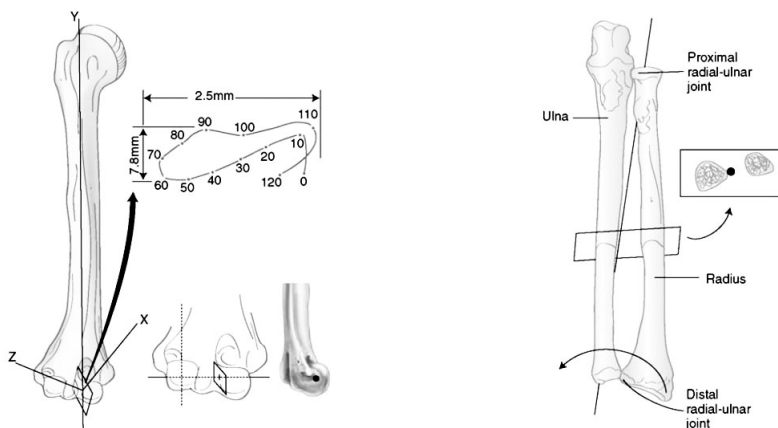 Y
2.5mm
7.8mm
90
100
110
80
10
70
20
30
60
50
40
120
0
X
Z
Proximal
radial-ulnar
joint
Ulna
Radius
Distal
radial-ulnar
joint